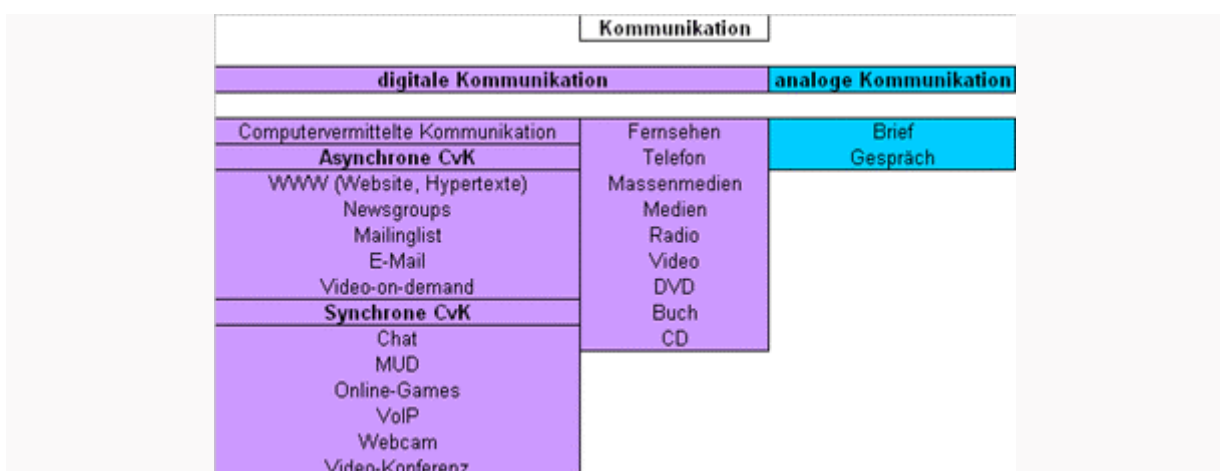 Kommunikation
digitale Kommunikation analoge Kommunikation
Computervermittelte Kommunikation Fernsehen Brief
Asynchrone CvK Telefon Gespräch
WWW (Website, Hypertexte) Massenmedien
Newsgroups Medien
Mailinglist Radio
E-Mail Video
Video-on-demand DVD
Synchrone CvK Buch
Chat CD
MUD
Online-Games
VoIP
Webcam
Video-Konferenz